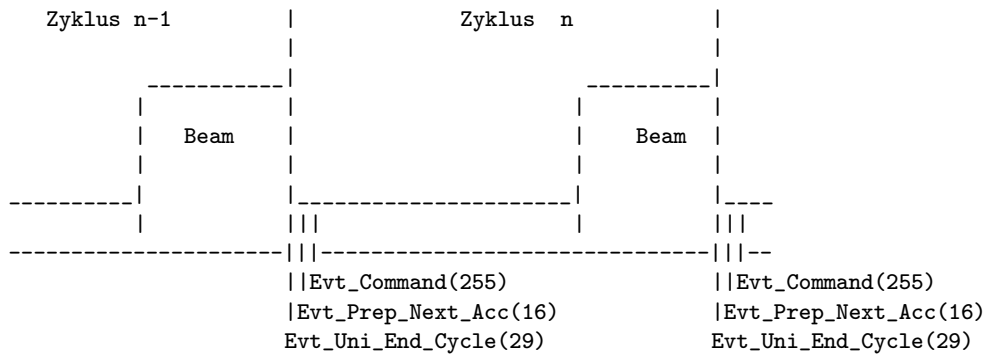 Zyklus n-1 Zyklus n
Beam Beam
Evt_Command(255) Evt_Command(255)
Evt_Prep_Next_Acc(16) Evt_Prep_Next_Acc(16)
Evt_Uni_End_Cycle(29) Evt_Uni_End_Cycle(29)